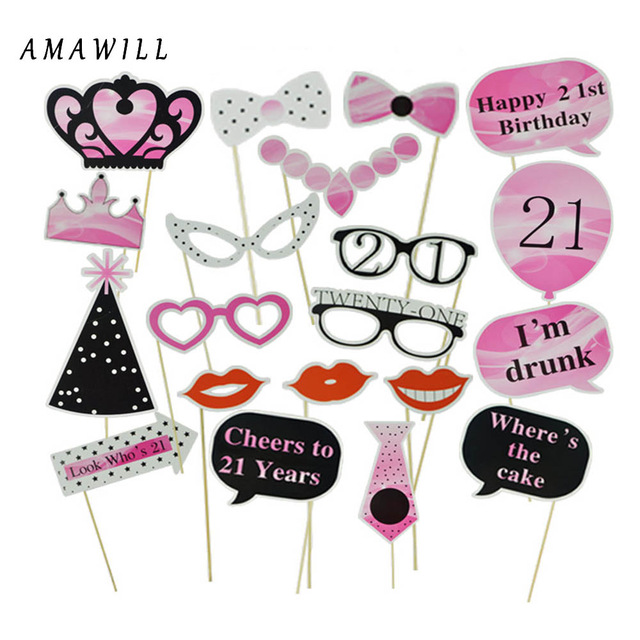 AMAWILL
Happy 21st
Birthday
21
21
TWENTY-ONE
I'm
drunk
Look Who's 21
Cheers to
21 Years
Where's
the
cake